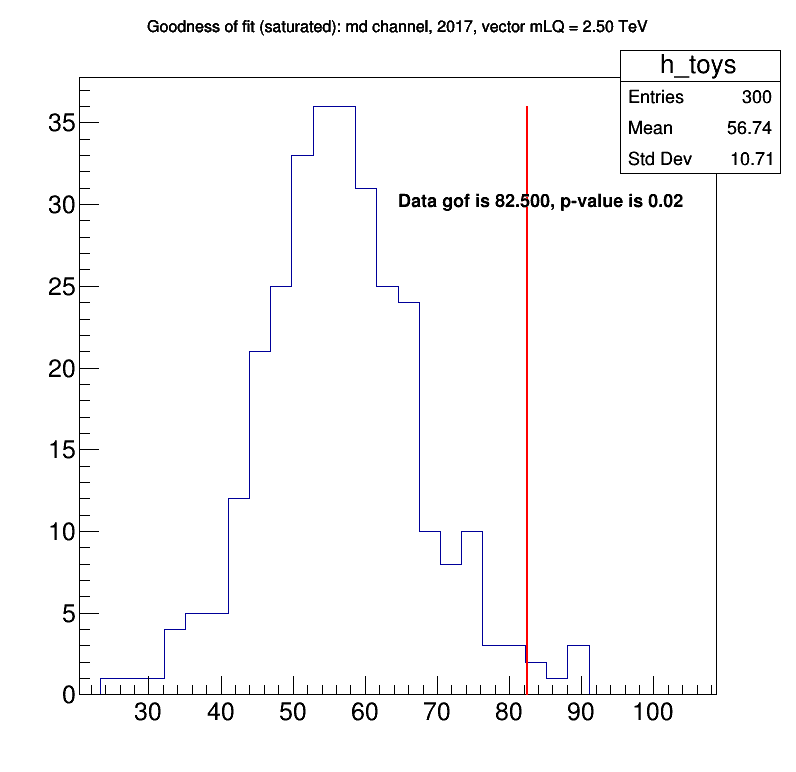 Goodness of fit (saturated): md channel, 2017, vector mLQ = 2.50 TeV
h_toys
Entries 300
Mean 56.74
Std Dev 10.71
Data gof is 82.500, p-value is 0.02
35
30
25
20
15
10
5
0
30 40 50 60 70 80 90 100